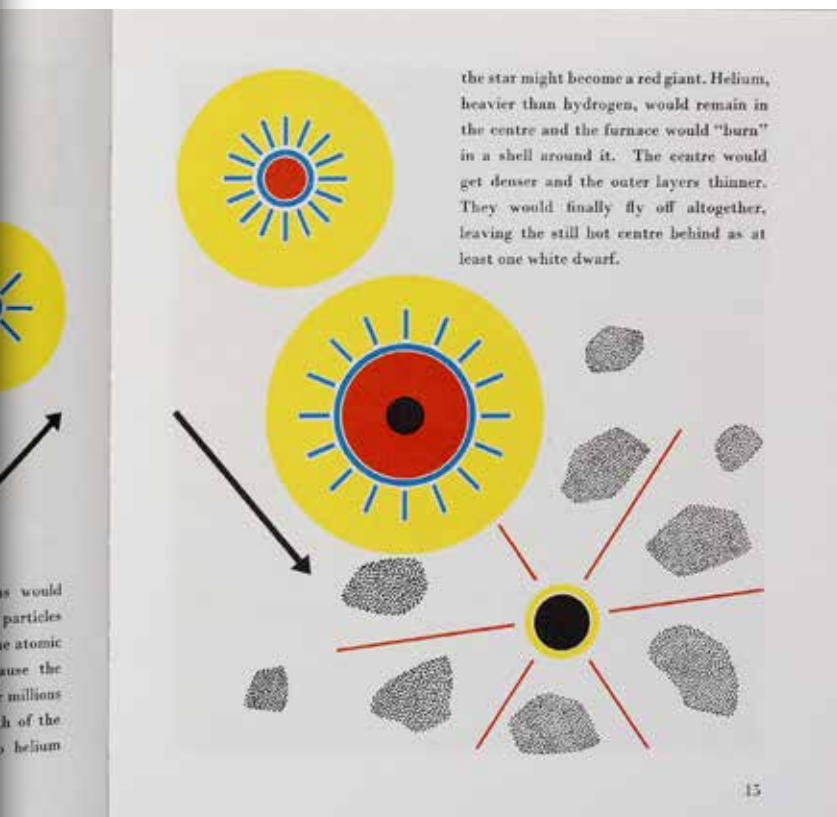 s would
particles
e atomic
ause the
millions
h of the
helium
the star might become a red giant. Helium,
heavier than hydrogen, would remain in
the centre and the furnace would "burn"
in a shell around it. The centre would
get denser and the outer layers thinner.
They would finally fly off altogether,
leaving the still hot centre behind as at
least one white dwarf.
15